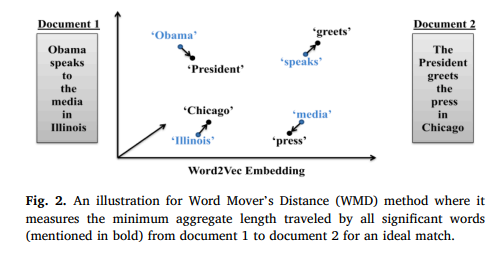 Document 1
Obama
speaks
to
the
media
in
Illinois
‘Obama’
‘President’
‘greets’
‘speaks’
‘Chicago’
‘Illinois’
‘media’
‘press’
Word2Vec Embedding
Document 2
The
President
greets
the
press
in
Chicago
Fig. 2. An illustration for Word Mover's Distance (WMD) method where it
measures the minimum aggregate length traveled by all significant words
(mentioned in bold) from document 1 to document 2 for an ideal match.